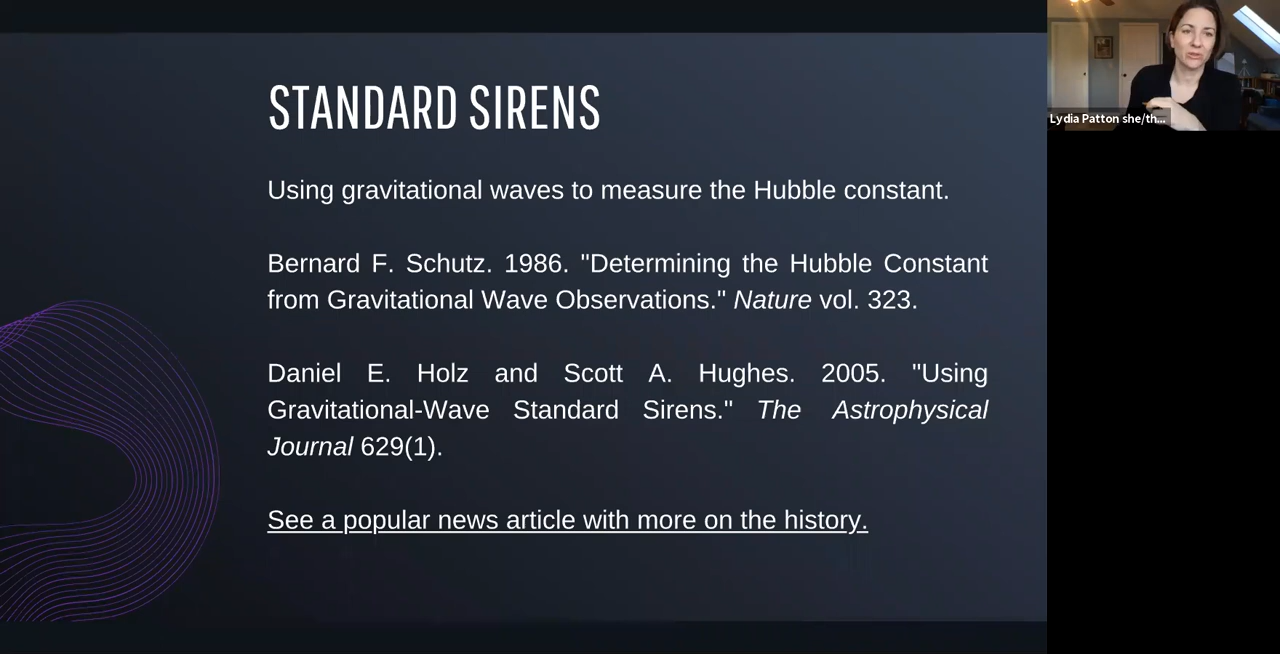 STANDARD SIRENS
Using gravitational waves to measure the Hubble constant.
Bernard F. Schutz. 1986. "Determining the Hubble Constant
from Gravitational Wave Observations." Nature vol. 323.
Daniel E. Holz and Scott A. Hughes. 2005. "Using
Gravitational-Wave Standard Sirens." The Astrophysical
Journal 629(1).
See a popular news article with more on the history.
Lydia Patton she/th...